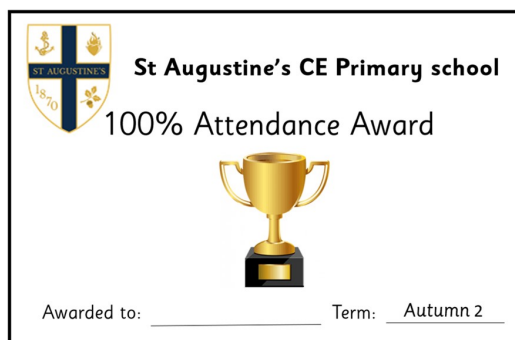 St Augustine's CE Primary school
ST AUGUSTINE'S
1870
100% Attendance Award
Awarded to: Term: Autumn 2